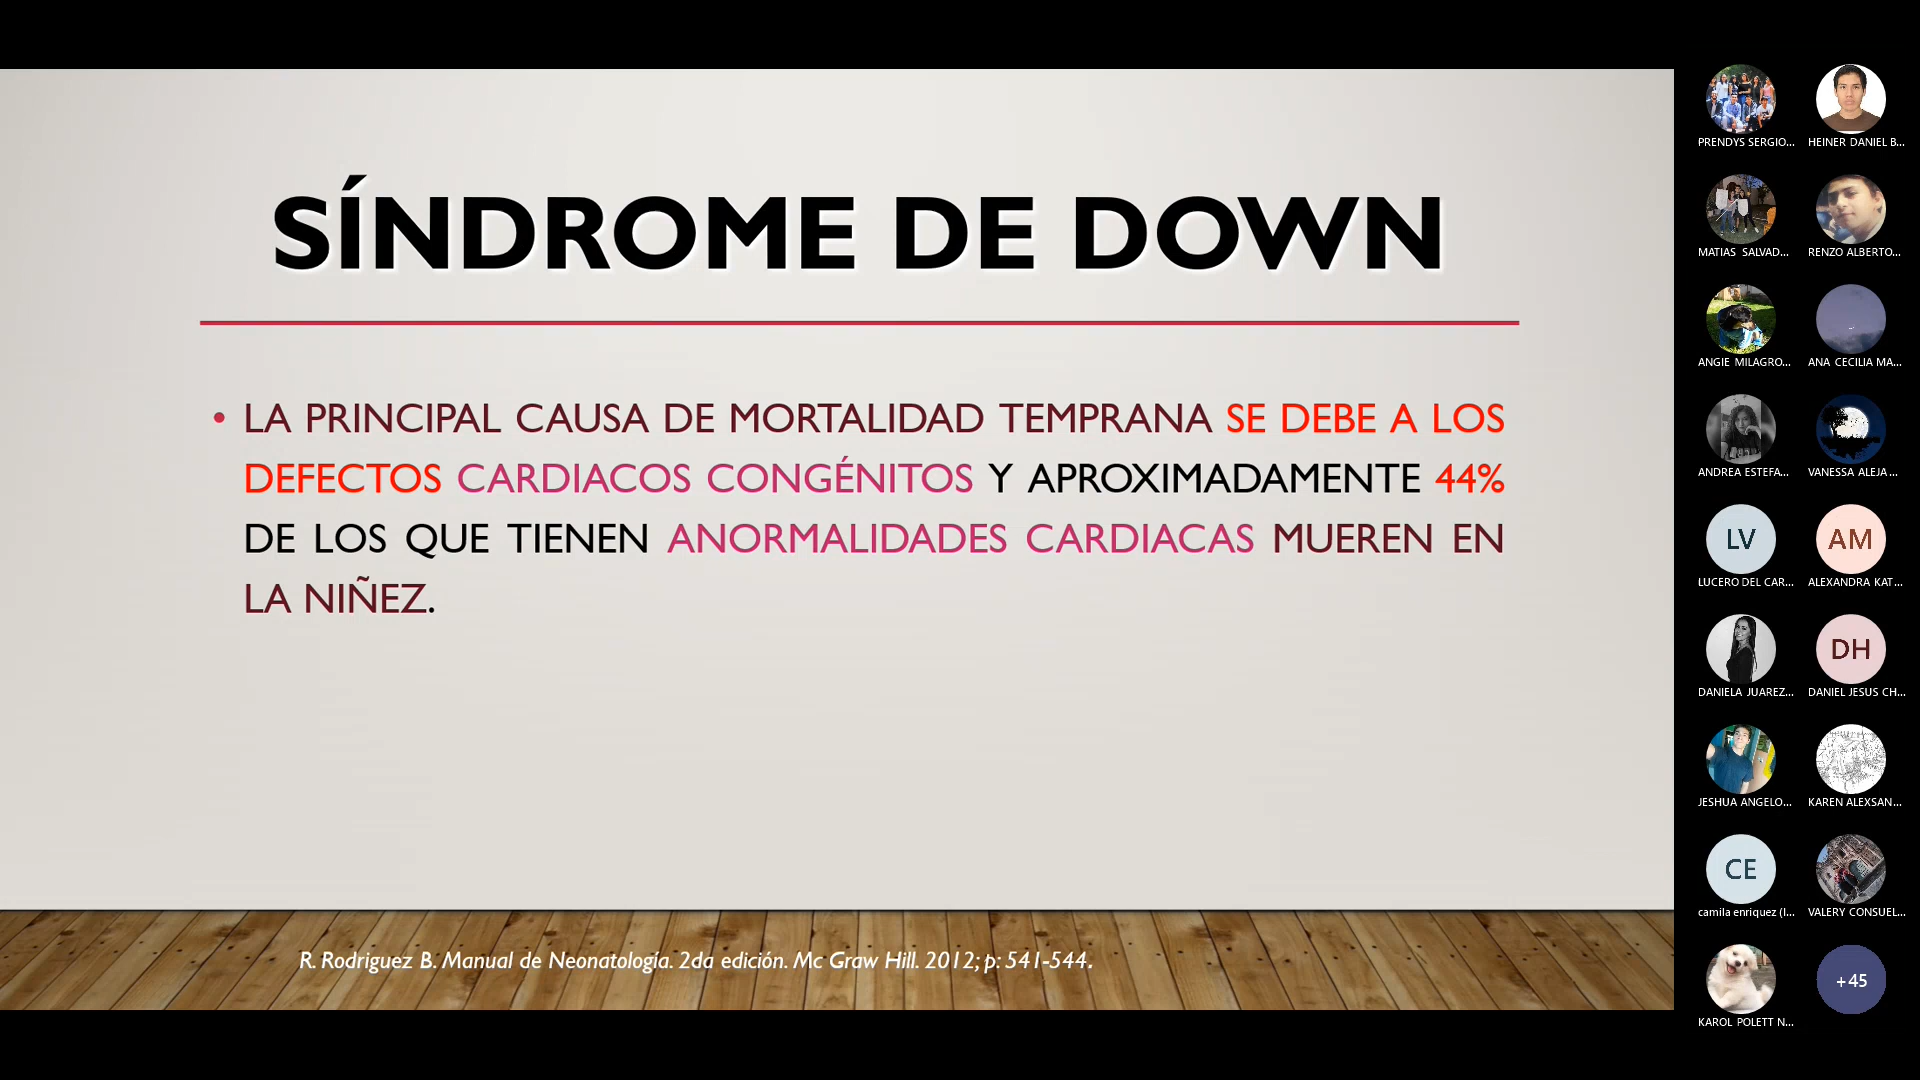 SÍNDROME DE DOWN
• LA PRINCIPAL CAUSA DE MORTALIDAD TEMPRANA SE DEBE A LOS
DEFECTOS CARDIACOS CONGÉNITOS Y APROXIMADAMENTE 44%
DE LOS QUE TIENEN ANORMALIDADES CARDIACAS MUEREN EN
LA NIÑEZ.
R. Rodriguez B. Manual de Neonatología. 2da edición. Mc Graw Hill. 2012; p: 541-544.
PRENDYS SERGIO...
HEINER DANIEL B...
MATIAS SALVAD...
RENZO ALBERTO...
ANGIE MILAGRO...
ANA CECILIA MA...
ANDREA ESTEFA...
VANESSA ALEJA...
LV
AM
LUCERO DEL CAR...
ALEXANDRA KAT...
DH
DANIELA JUAREZ...
DANIEL JESUS CH...
JESHUA ANGELO...
KAREN ALEXSAN...
CE
camila enriquez (I...
VALERY CONSUEL...
+45
KAROL POLETT N...